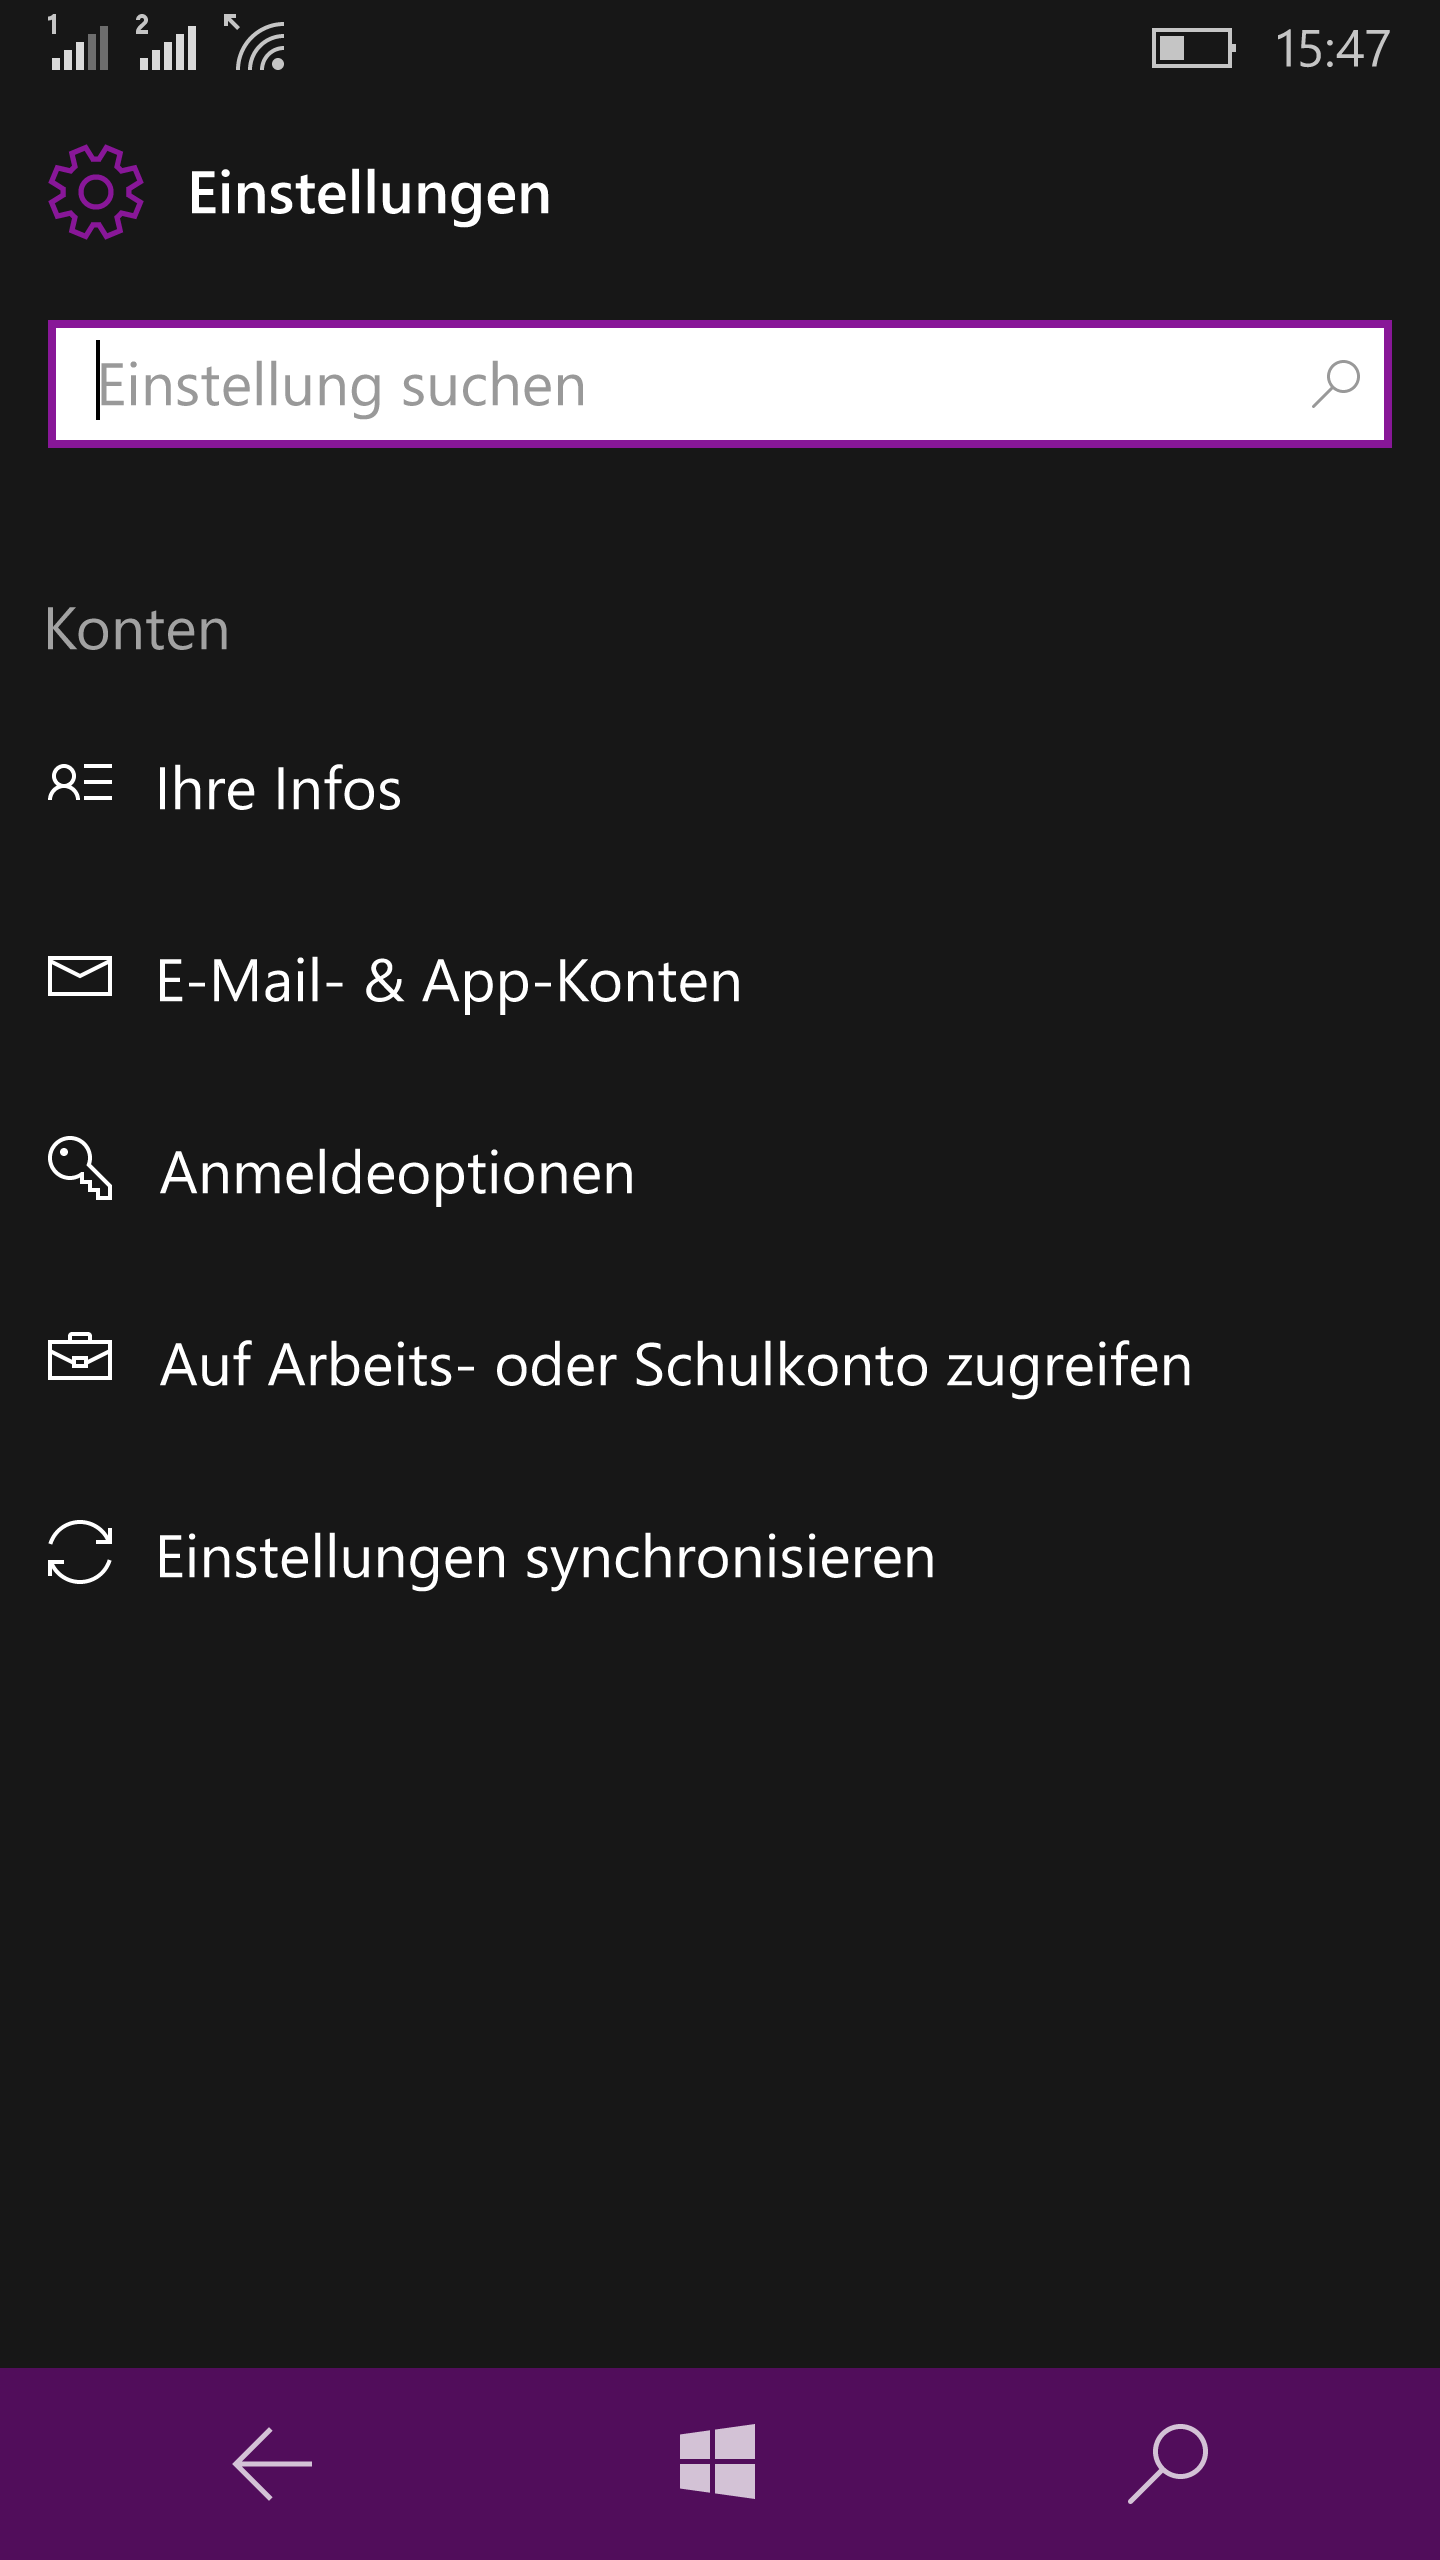 1 2 15:47
Einstellungen
Einstellung suchen
Konten
Ihre Infos
E-Mail- & App-Konten
Anmeldeoptionen
Auf Arbeits- oder Schulkonto zugreifen
Einstellungen synchronisieren